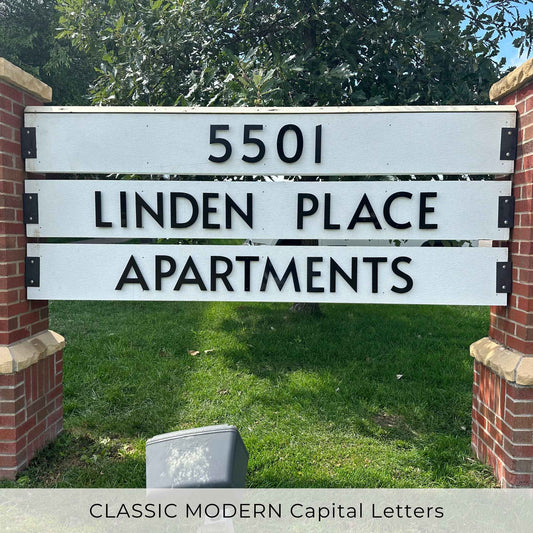 5501
LINDEN PLACE
APARTMENTS
CLASSIC MODERN Capital Letters